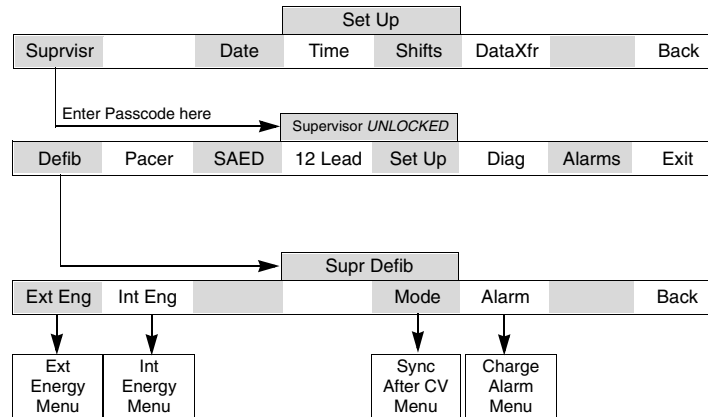 Set Up
Suprvisr Date Time Shifts DataXfr Back
Enter Passcode here
Supervisor UNLOCKED
Defib Pacer SAED 12 Lead Set Up Diag Alarms Exit
Supr Defib
Ext Eng Int Eng Mode Alarm Back
Ext Energy Menu
Int Energy Menu
Sync After CV Menu
Charge Alarm Menu